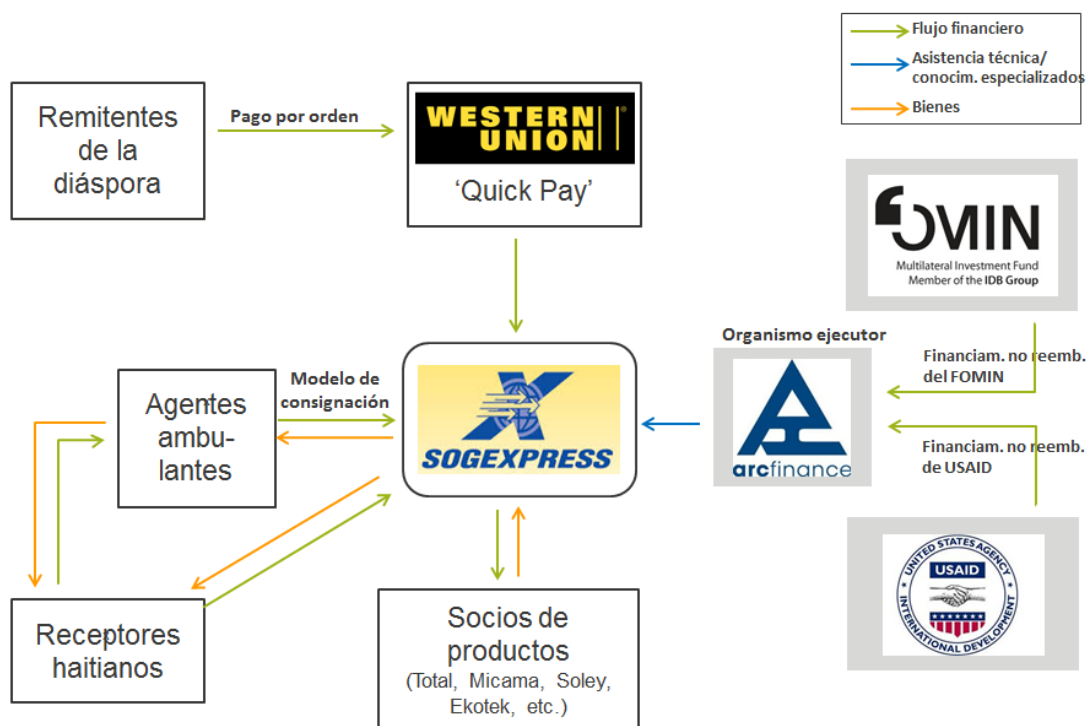 Flujo financiero
Asistencia técnica/
conocim. especializados
Bienes
Remitentes
de la
diáspora
Pago por orden
WESTERN
UNION
®
‘Quick Pay’
FOMIN
Multilateral Investment Fund
Member of the IDB Group
Organismo ejecutor
arcfinance
Financiam. no reemb.
del FOMIN
Financiam. no reemb.
de USAID
Agentes
ambu-
lantes
Modelo de
consignación
SOGEXPRESS
UNITED STATES AGENCY
USAID
INTERNATIONAL DEVELOPMENT
Receptores
haitianos
Socios de
productos
(Total, Micama, Soley,
Ekotek, etc.)